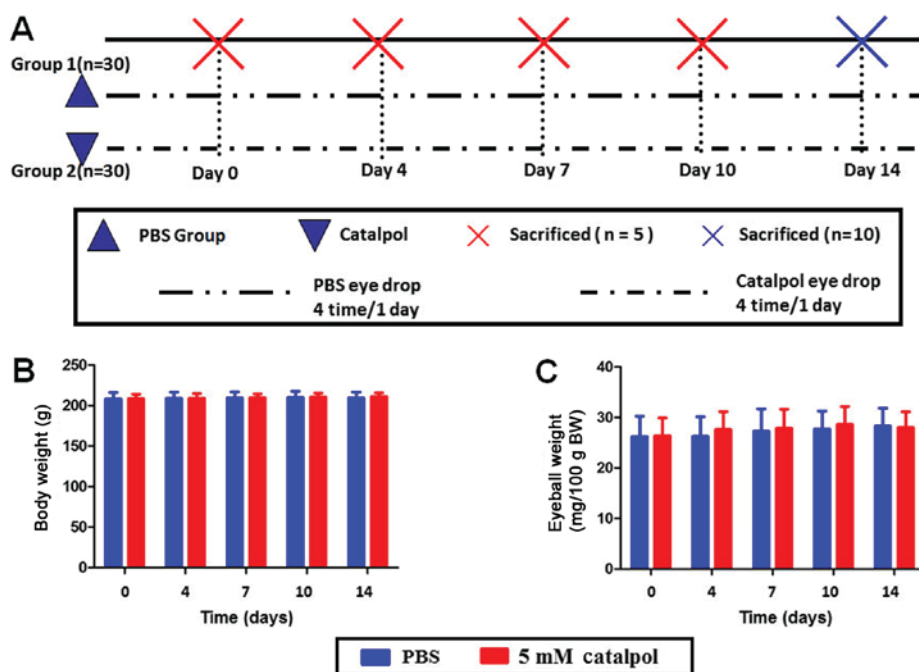 A
Group 1(n=30)
Group 2(n=30)
Day 0 Day 4 Day 7 Day 10 Day 14
PBS Group Catalpol Sacrificed ( n = 5 ) Sacrificed (n=10)
PBS eye drop
4 time/1 day
Catalpol eye drop
4 time/1 day
B
Body weight (g)
250
200
150
100
50
0
0 4 7 10 14
Time (days)
C
Eyeball weight
(mg/100 g BW)
40
30
20
10
0
0 4 7 10 14
Time (days)
PBS 5 mM catalpol